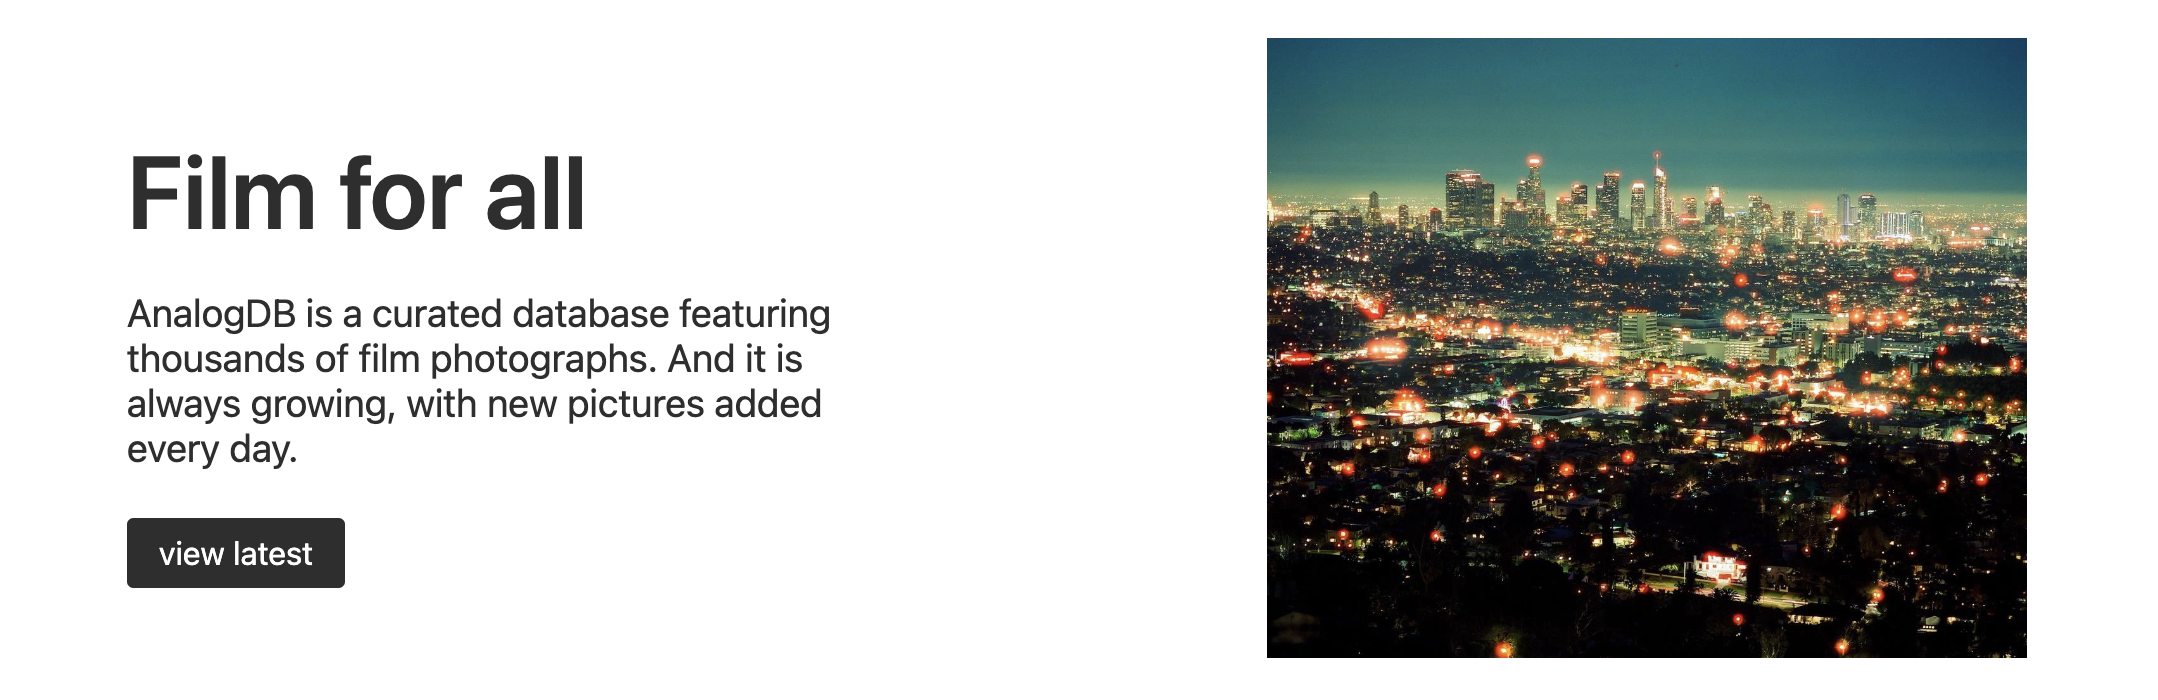 Film for all
AnalogDB is a curated database featuring
thousands of film photographs. And it is
always growing, with new pictures added
every day.
view latest